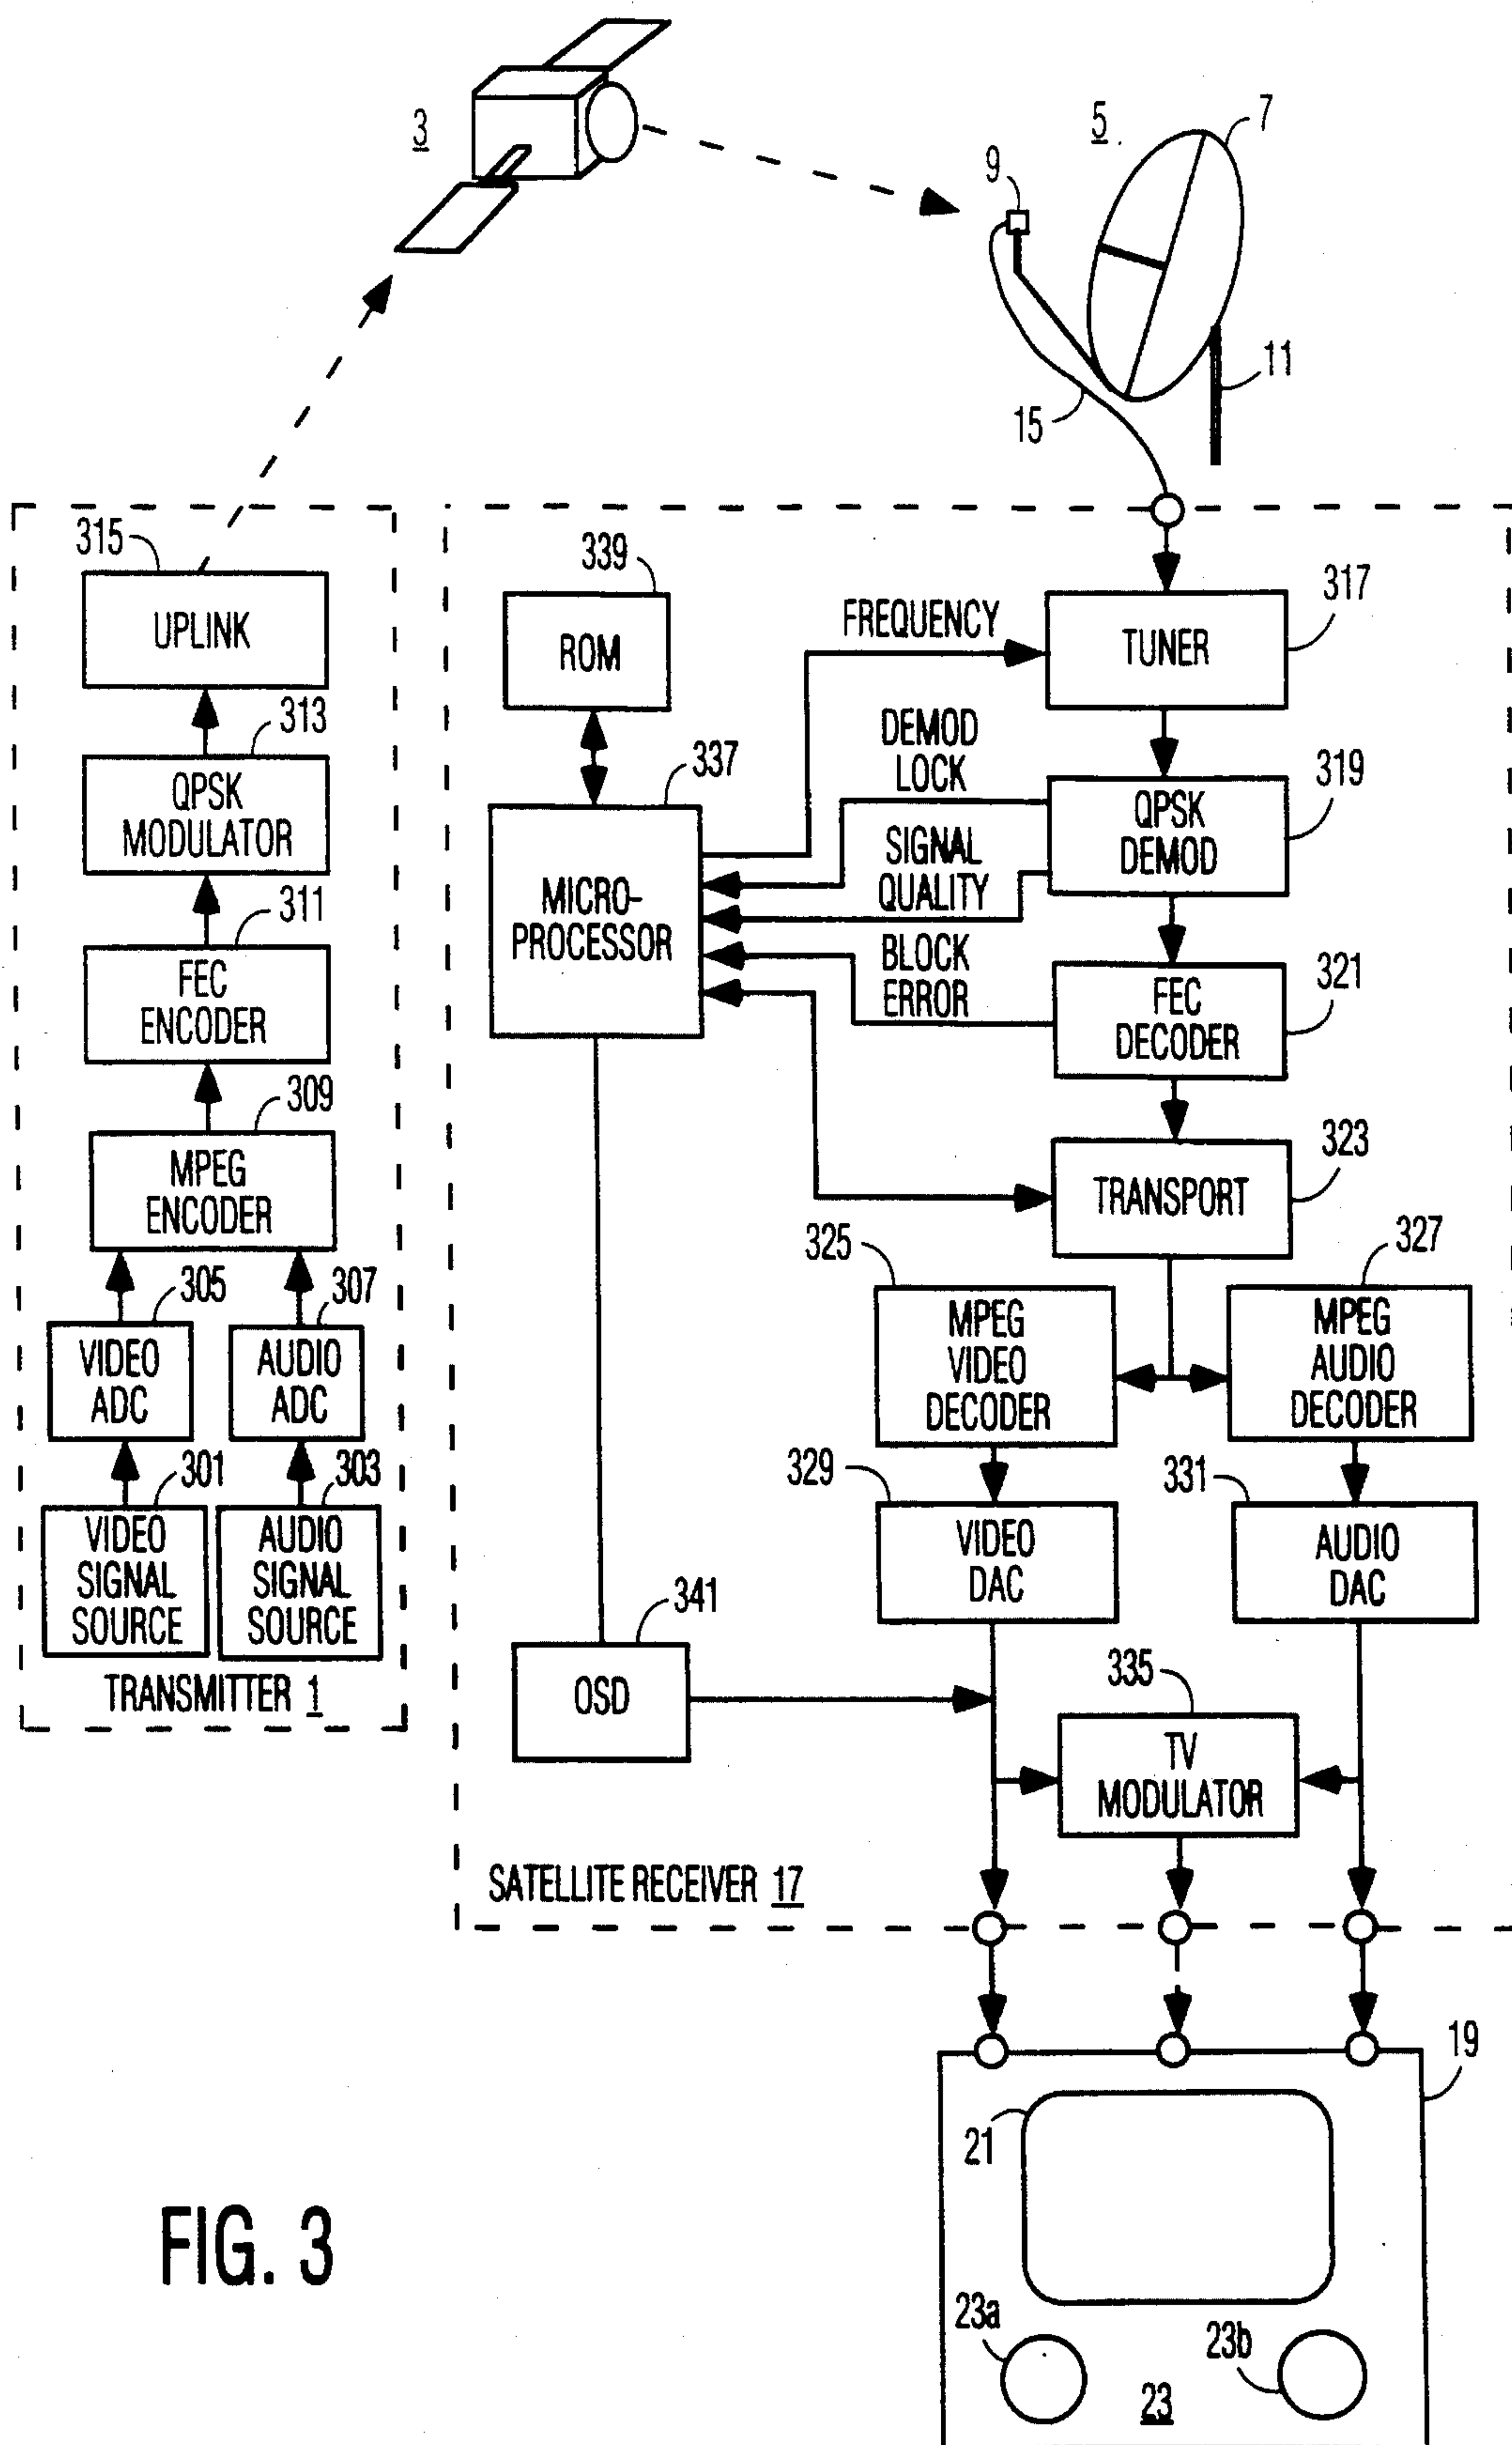 3
5
7
9
11
15
315
UPLINK
313
QPSK
MODULATOR
311
FEC
ENCODER
309
MPEG
ENCODER
305
307
VIDEO
ADC
AUDIO
ADC
301
303
VIDEO
SIGNAL
SOURCE
AUDIO
SIGNAL
SOURCE
TRANSMITTER 1
339
ROM
FREQUENCY
317
TUNER
DEMOD
LOCK
337
319
QPSK
DEMOD
SIGNAL
QUALITY
MICRO-
PROCESSOR
BLOCK
ERROR
321
FEC
DECODER
323
TRANSPORT
325
327
MPEG
VIDEO
DECODER
MPEG
AUDIO
DECODER
329
331
VIDEO
DAC
AUDIO
DAC
341
OSD
335
TV
MODULATOR
SATELLITE RECEIVER 17
19
21
23a
23b
23
FIG. 3